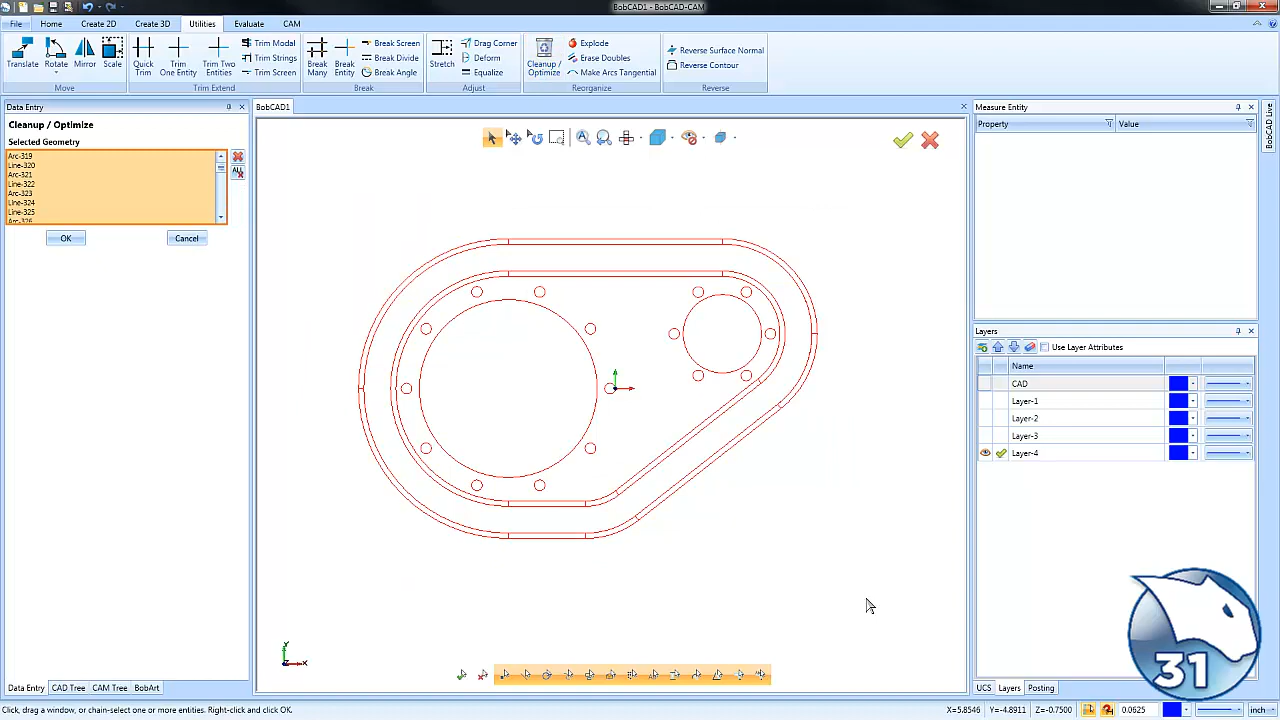 BobCAD1 - BobCAD-CAM
File Home Create 2D Create 3D Utilities Evaluate CAM
Translate Rotate Mirror Scale
Move
Quick Trim Trim One Entity Trim Two Entities
Trim Modal
Trim Strings
Trim Screen
Trim Extend
Break Many Break Entity
Break Screen
Break Divide
Break Angle
Break
Stretch
Drag Corner
Deform
Equalize
Adjust
Cleanup / Optimize
Explode
Erase Doubles
Make Arcs Tangential
Reorganize
Reverse Surface Normal
Reverse Contour
Reverse
Data Entry
Cleanup / Optimize
Selected Geometry
Arc-319
Line-320
Arc-321
Line-322
Arc-323
Line-324
Line-325
Arc-326
ALL
OK Cancel
BobCAD1
Y
X
Measure Entity
Property Value
Layers
Use Layer Attributes
Name
CAD
Layer-1
Layer-2
Layer-3
Layer-4
BobCAD Live
31
Data Entry CAD Tree CAM Tree BobArt
UCS Layers Posting
Click, drag a window, or chain-select one or more entities. Right-click and click OK.
X=5.8546 Y=-4.8911 Z=-0.7500 0.0625 inch